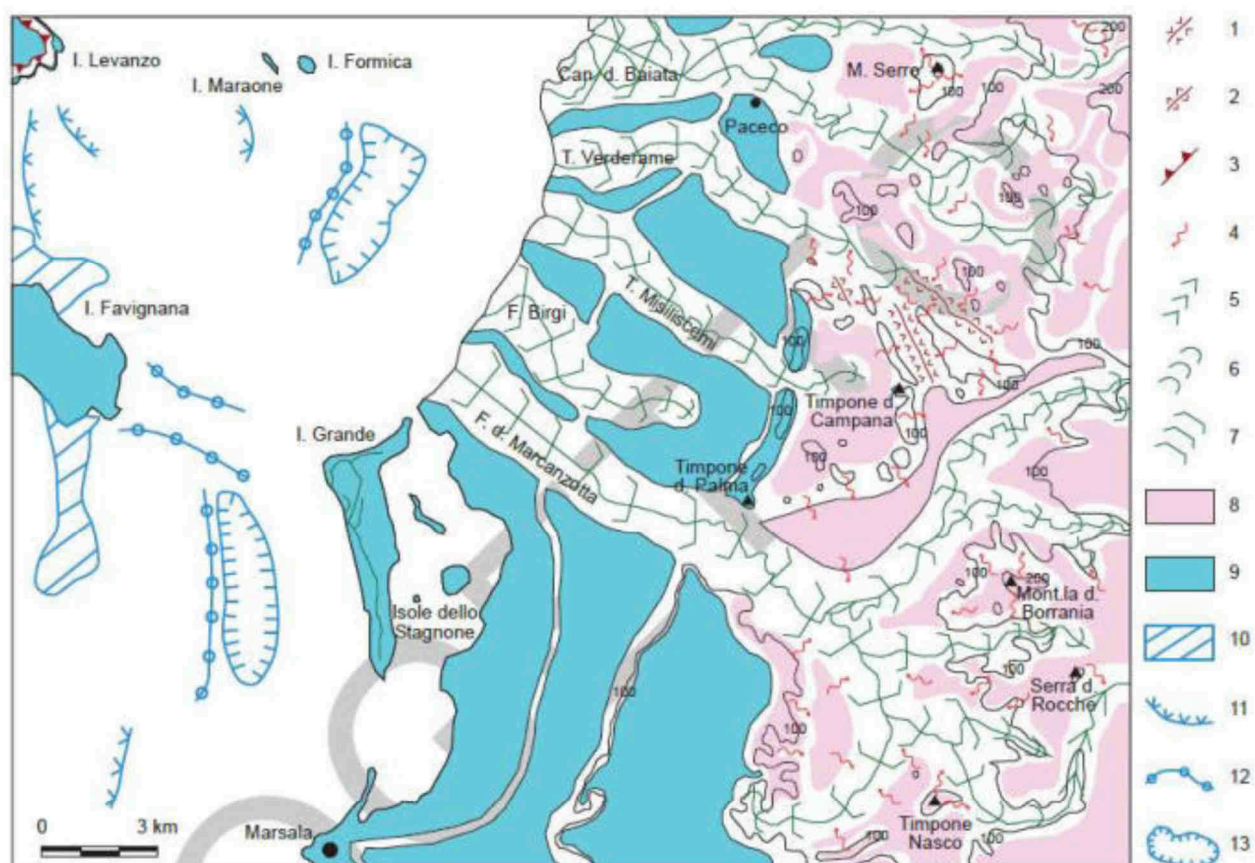 200
1
I. Levanzo
I. Formica
I. Maraone
Can. d. Baiata
M. Serre
100
100
200
2
Paceco
3
T. Verderame
100
100
4
100
I. Favignana
F. Birgi
T. Misiliscemi
5
100
100
6
100
Timpone d.
Campana
100
I. Grande
F. d. Marcanzotta
7
Timpone
d. Palma
100
100
8
100
200
Mont.la d.
Borrania
9
Isole dello
Stagnone
100
Serra d.
Rocche
10
100
100
11
12
0
3 km
Marsala
Timpone
Nasco
100
100
13